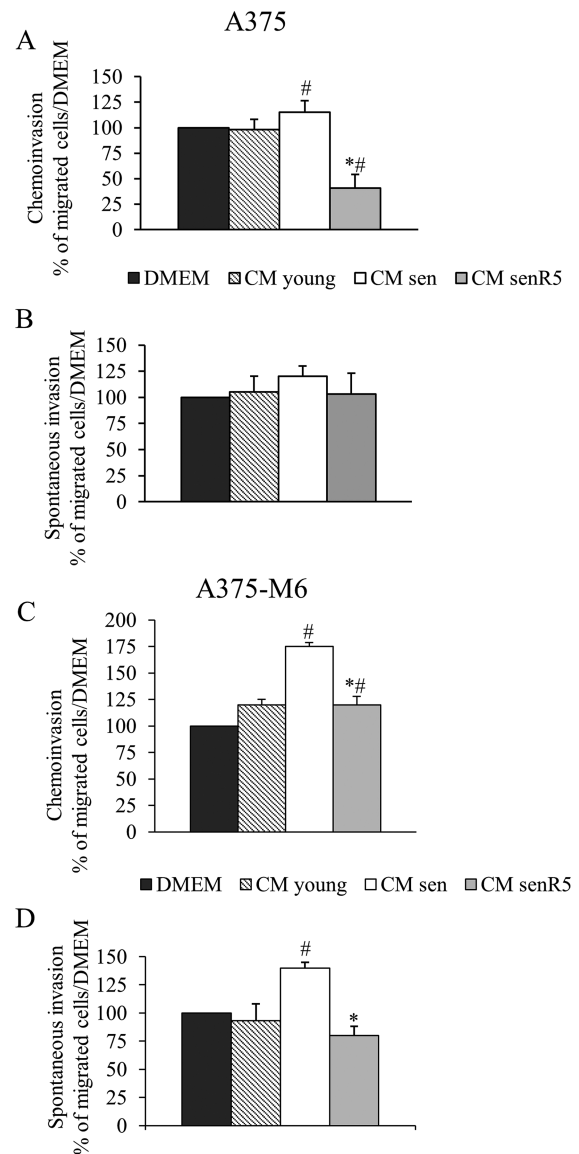 A375
A
Chemoinvasion
% of migrated cells/DMEM
150
125
100
75
50
25
0
#
*#
DMEM CM young CM sen CM senR5
B
Spontaneous invasion
% of migrated cells/DMEM
150
125
100
75
50
25
0
A375-M6
C
Chemoinvasion
% of migrated cells/DMEM
200
175
150
125
100
75
50
25
0
#
*#
DMEM CM young CM sen CM senR5
D
Spontaneous invasion
% of migrated cells/DMEM
150
125
100
75
50
25
0
#
*